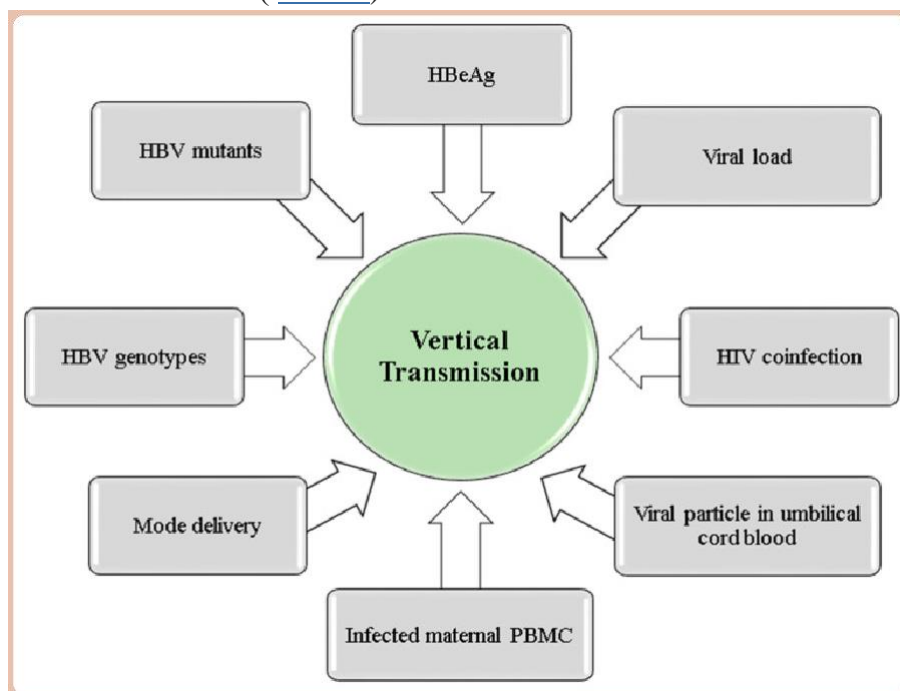 (
)
HBeAg
HBV mutants
Viral load
HBV genotypes
Vertical
Transmission
HIV coinfection
Mode delivery
Viral particle in umbilical
cord blood
Infected maternal PBMC